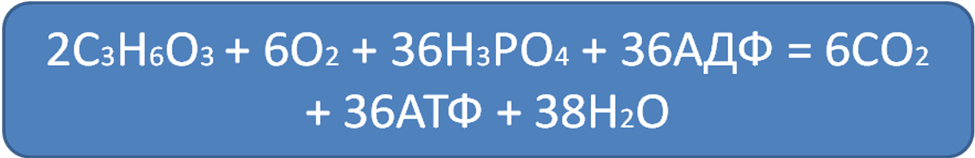 2C₃H₆O₃ + 6O₂ + 36H₃PO₄ + 36АДФ = 6CO₂
+ 36АТФ + 38H₂O